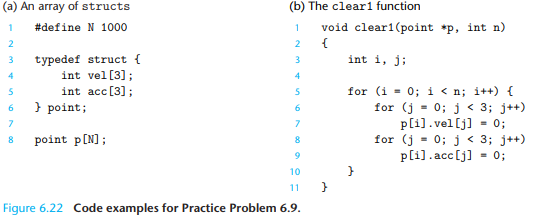 (a) An array of structs
1 #define N 1000
2
3 typedef struct {
4 int vel[3];
5 int acc[3];
6 } point;
7
8 point p[N];
(b) The clear1 function
1 void clear1(point *p, int n)
2 {
3 int i, j;
4
5 for (i = 0; i < n; i++) {
6 for (j = 0; j < 3; j++)
7 p[i].vel[j] = 0;
8 for (j = 0; j < 3; j++)
9 p[i].acc[j] = 0;
10 }
11 }
Figure 6.22 Code examples for Practice Problem 6.9.